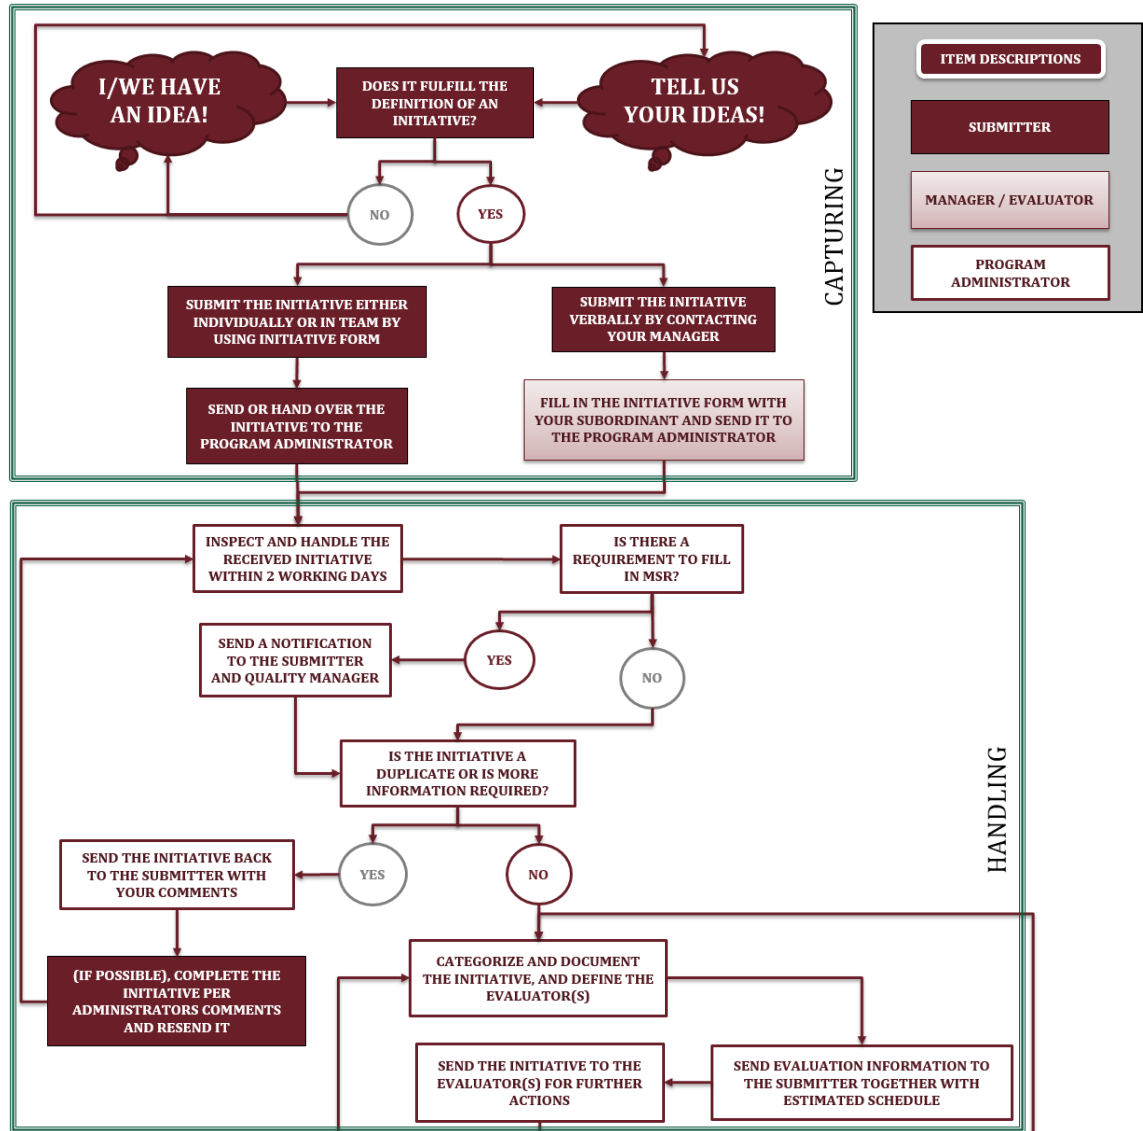 I/WE HAVE
AN IDEA!
DOES IT FULFILL THE
DEFINITION OF AN
INITIATIVE?
TELL US
YOUR IDEAS!
NO
YES
SUBMIT THE INITIATIVE EITHER
INDIVIDUALLY OR IN TEAM BY
USING INITIATIVE FORM
SUBMIT THE INITIATIVE
VERBALLY BY CONTACTING
YOUR MANAGER
SEND OR HAND OVER THE
INITIATIVE TO THE
PROGRAM ADMINISTRATOR
FILL IN THE INITIATIVE FORM WITH
YOUR SUBORDINANT AND SEND IT TO
THE PROGRAM ADMINISTRATOR
CAPTURING
ITEM DESCRIPTIONS
SUBMITTER
MANAGER / EVALUATOR
PROGRAM
ADMINISTRATOR
INSPECT AND HANDLE THE
RECEIVED INITIATIVE
WITHIN 2 WORKING DAYS
IS THERE A
REQUIREMENT TO FILL
IN MSR?
SEND A NOTIFICATION
TO THE SUBMITTER
AND QUALITY MANAGER
YES
NO
IS THE INITIATIVE A
DUPLICATE OR IS MORE
INFORMATION REQUIRED?
SEND THE INITIATIVE BACK
TO THE SUBMITTER WITH
YOUR COMMENTS
YES
NO
(IF POSSIBLE), COMPLETE THE
INITIATIVE PER
ADMINISTRATORS COMMENTS
AND RESEND IT
CATEGORIZE AND DOCUMENT
THE INITIATIVE, AND DEFINE THE
EVALUATOR(S)
SEND THE INITIATIVE TO THE
EVALUATOR(S) FOR FURTHER
ACTIONS
SEND EVALUATION INFORMATION TO
THE SUBMITTER TOGETHER WITH
ESTIMATED SCHEDULE
HANDLING